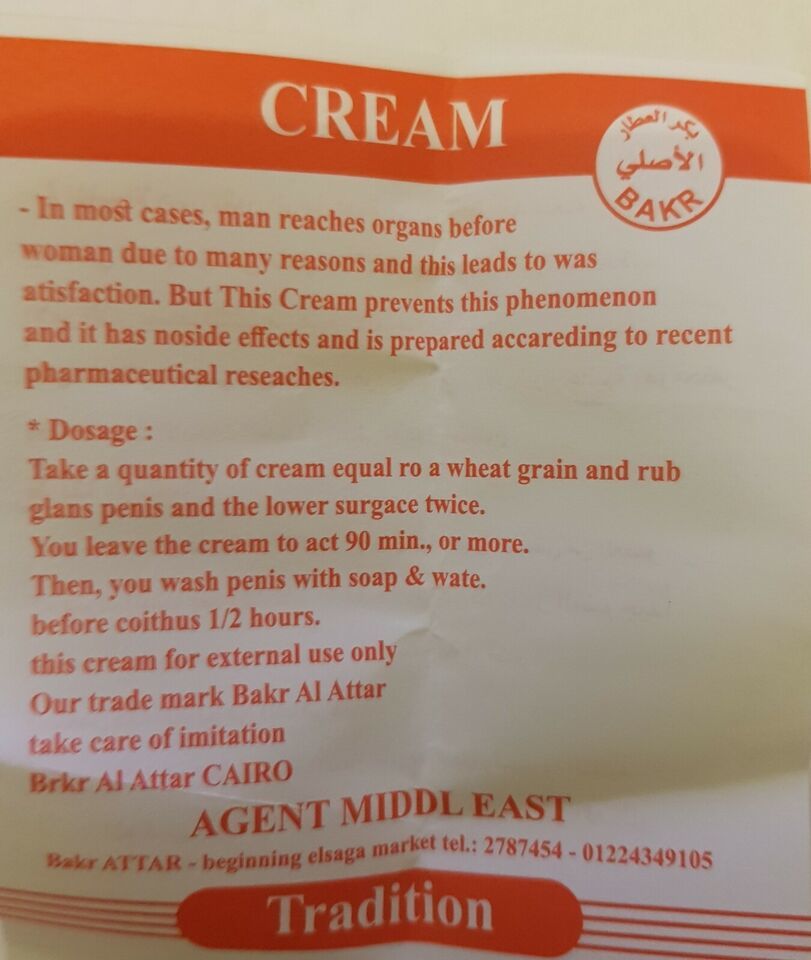 CREAM
بكر العطار
الأصلي
BAKR
- In most cases, man reaches organs before
woman due to many reasons and this leads to was
atisfaction. But This Cream prevents this phenomenon
and it has noside effects and is prepared accareding to recent
pharmaceutical reseaches.
* Dosage :
Take a quantity of cream equal ro a wheat grain and rub
glans penis and the lower surgace twice.
You leave the cream to act 90 min., or more.
Then, you wash penis with soap & wate.
before coithus 1/2 hours.
this cream for external use only
Our trade mark Bakr Al Attar
take care of imitation
Brkr Al Attar CAIRO
AGENT MIDDL EAST
Bakr ATTAR - beginning elsaga market tel.: 2787454 - 01224349105
Tradition